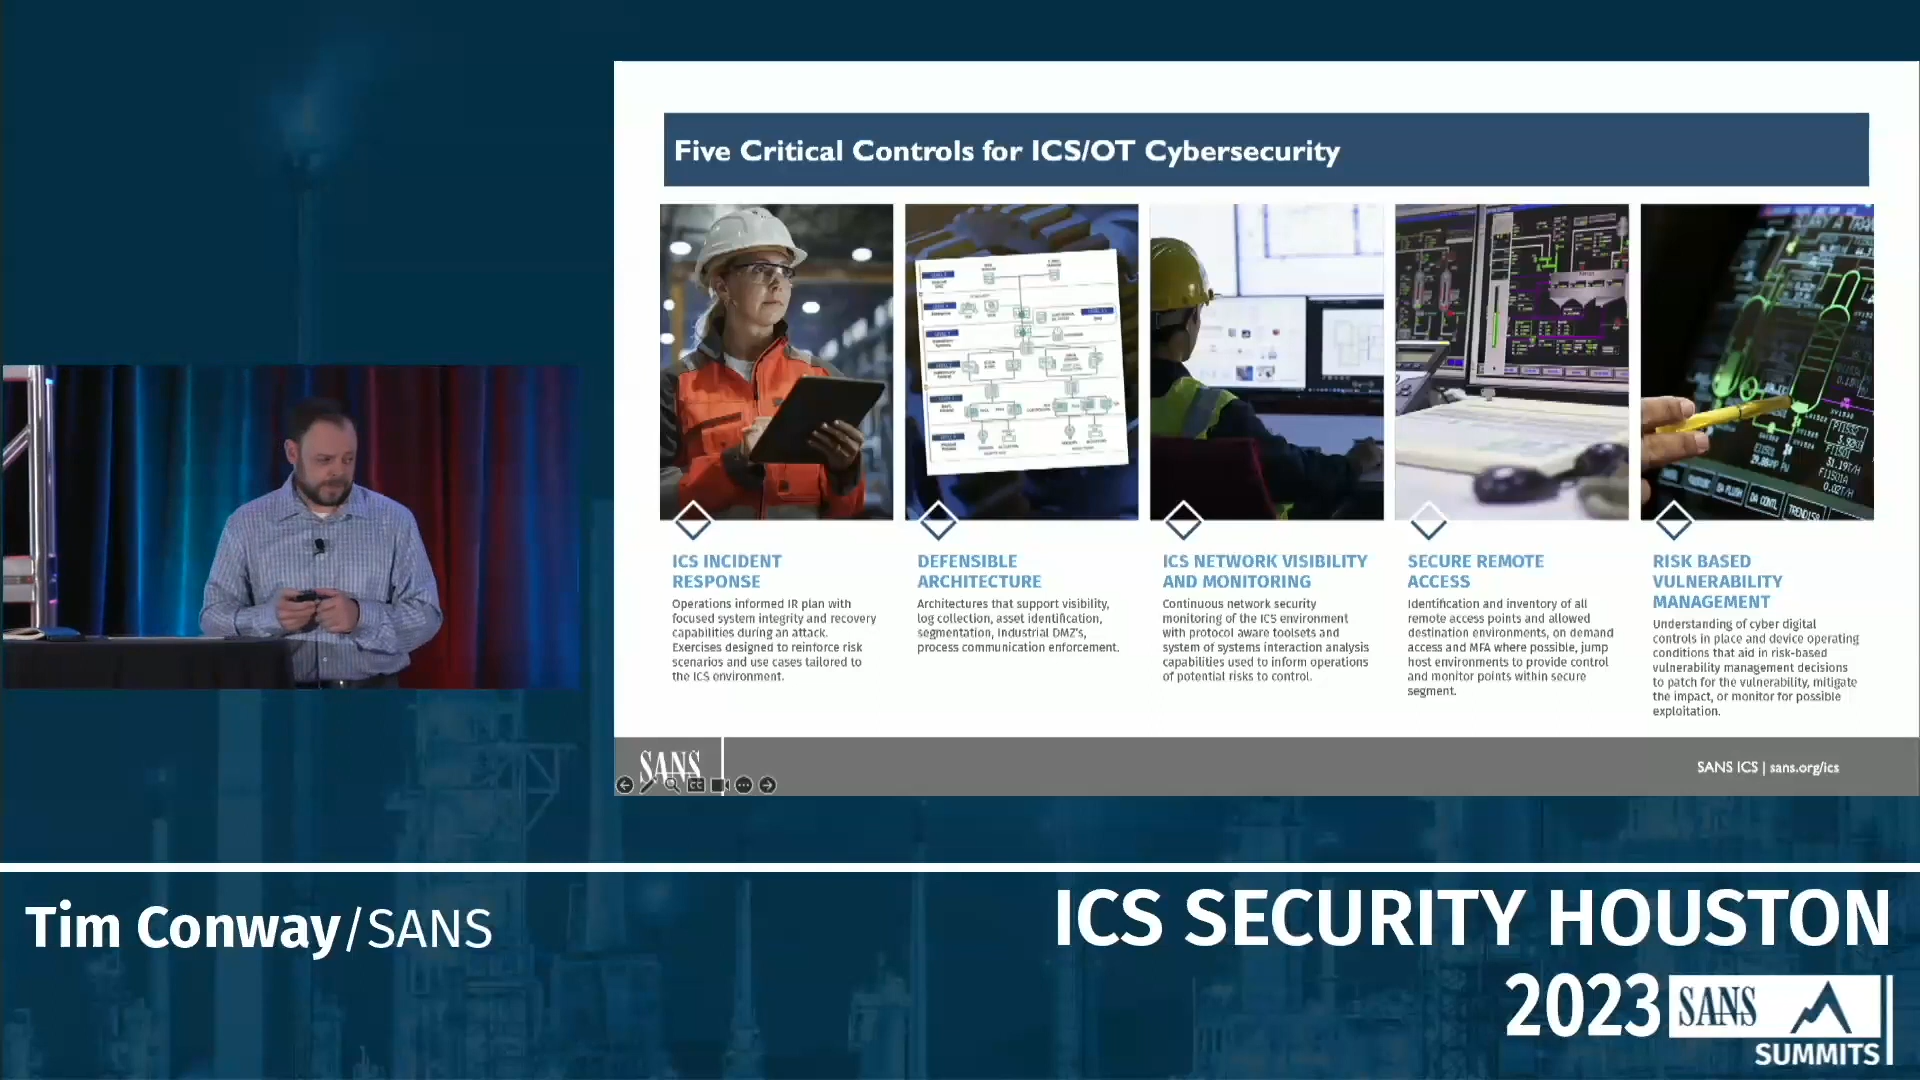 Five Critical Controls for ICS/OT Cybersecurity
ICS INCIDENT
RESPONSE
Operations informed IR plan with
focused system integrity and recovery
capabilities during an attack.
Exercises designed to reinforce risk
scenarios and use cases tailored to
the ICS environment.
DEFENSIBLE
ARCHITECTURE
Architectures that support visibility,
log collection, asset identification,
segmentation, Industrial DMZ's,
process communication enforcement.
ICS NETWORK VISIBILITY
AND MONITORING
Continuous network security
monitoring of the ICS environment
with protocol aware toolsets and
system of systems interaction analysis
capabilities used to inform operations
of potential risks to control.
SECURE REMOTE
ACCESS
Identification and inventory of all
remote access points and allowed
destination environments, on demand
access and MFA where possible, jump
host environments to provide control
and monitor points within secure
segment.
RISK BASED
VULNERABILITY
MANAGEMENT
Understanding of cyber digital
controls in place and device operating
conditions that aid in risk-based
vulnerability management decisions
to patch for the vulnerability, mitigate
the impact, or monitor for possible
exploitation.
SANS
SANS ICS | sans.org/ics
Tim Conway/SANS
ICS SECURITY HOUSTON
2023
SANS
SUMMITS